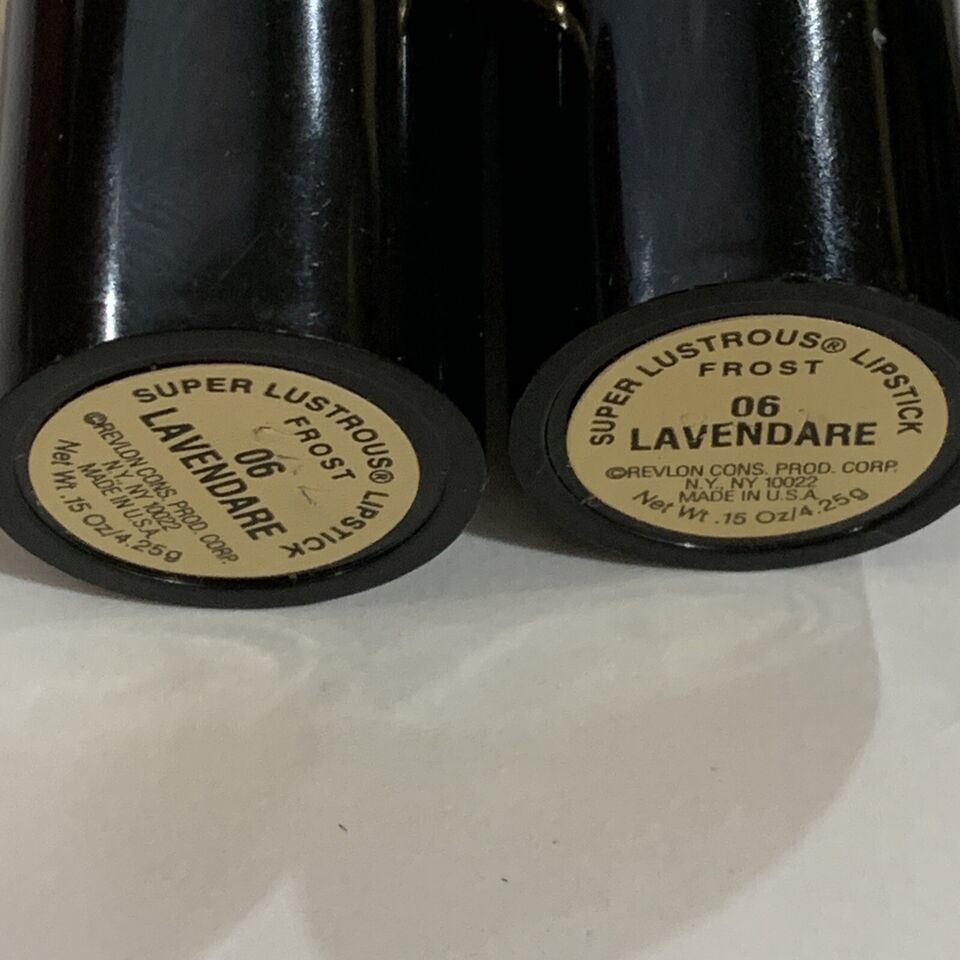 SUPER LUSTROUS® LIPSTICK
FROST
06
LAVENDARE
©REVLON CONS. PROD. CORP.
N.Y., NY 10022
MADE IN U.S.A.
Net Wt. .15 Oz/4.25g
SUPER LUSTROUS® LIPSTICK
FROST
06
LAVENDARE
©REVLON CONS. PROD. CORP.
N.Y., NY 10022
MADE IN U.S.A.
Net Wt. .15 Oz/4.25g